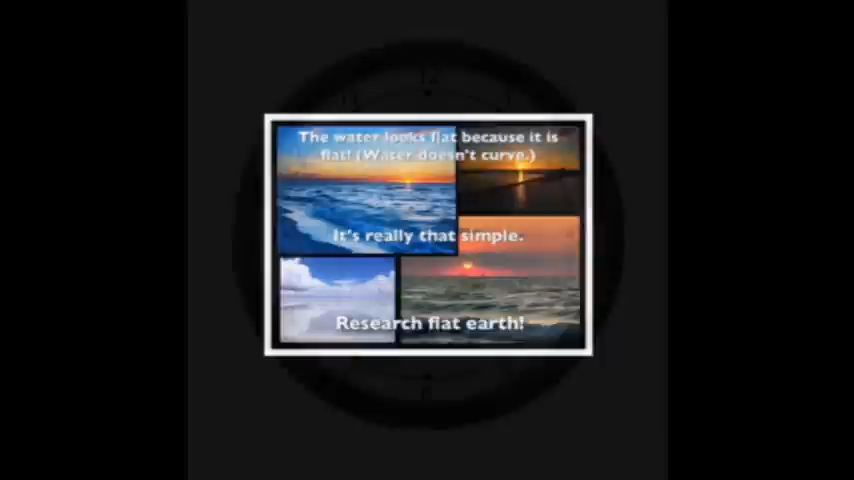 The water looks flat because it is
flat! (Water doesn't curve.)
It's really that simple.
Research flat earth!